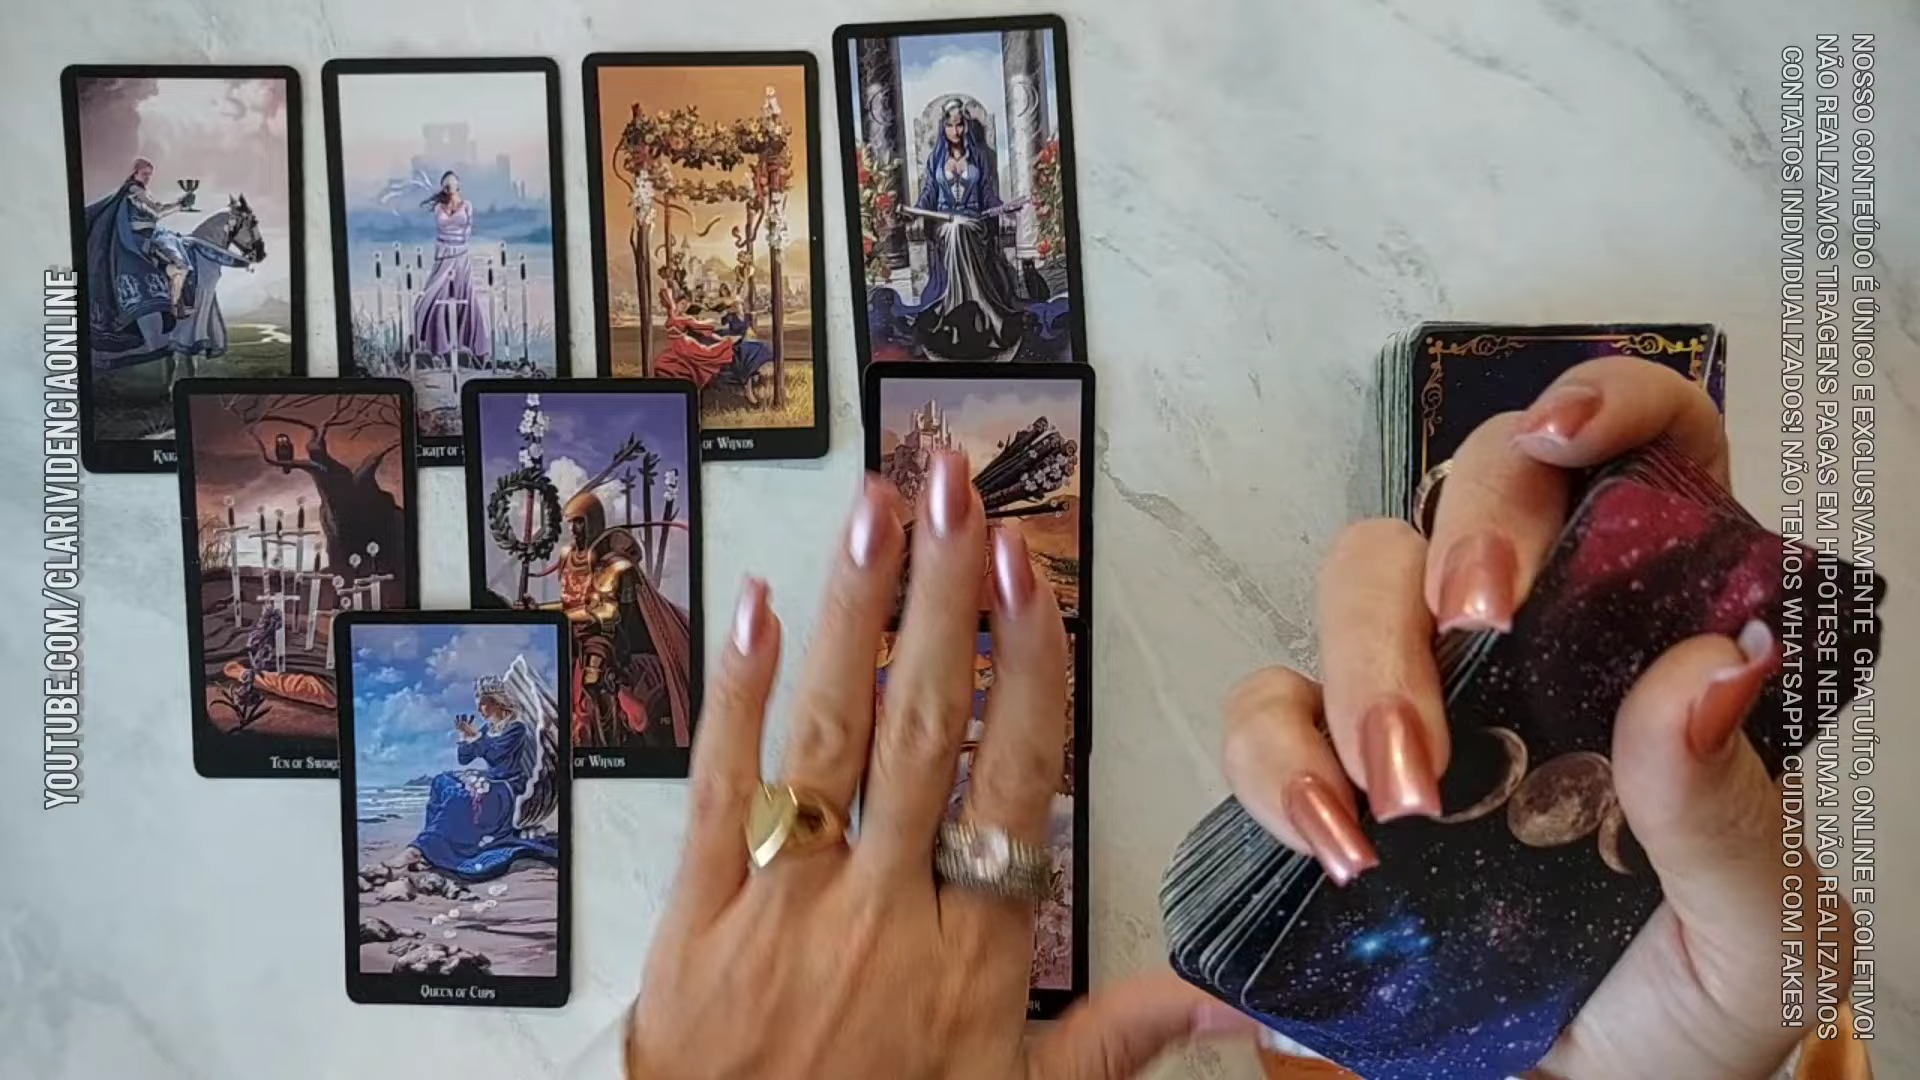 YOUTUBE.COM/CLARIVIDENCIAONLINE
OF WANDS
TEN OF
OF WANDS
QUEEN OF CUPS
NOSSO CONTEÚDO É ÚNICO E EXCLUSIVAMENTE GRATUÍTO, ONLINE E COLETIVO!
NÃO REALIZAMOS TIRAGENS PAGAS EM HIPÓTESE NENHUMA! NÃO REALIZAMOS
CONTATOS INDIVIDUALIZADOS! NÃO TEMOS WHATSAPP! CUIDADO COM FAKES!